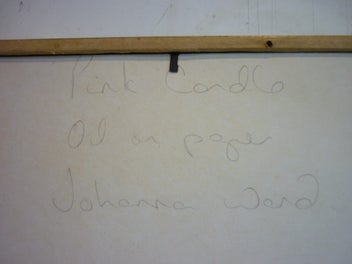 Pink Candle
Oil on paper
Johanna Ward